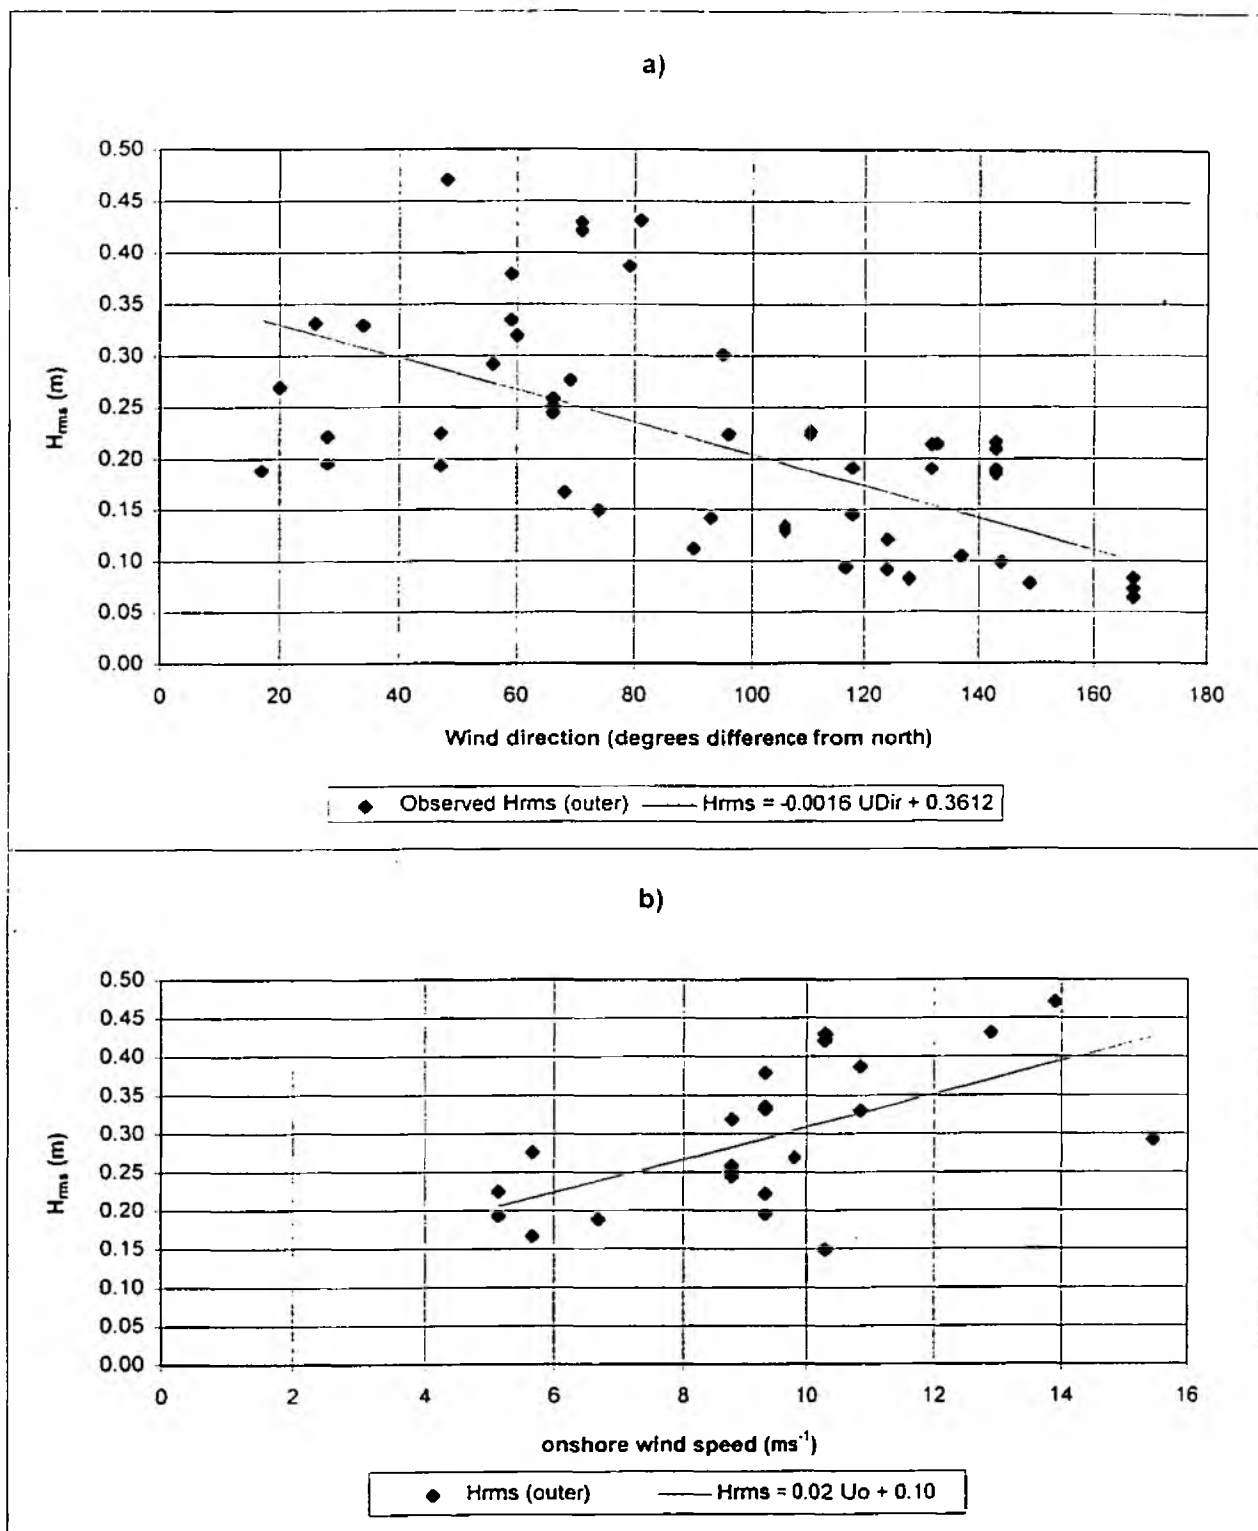 a)
0.50
0.45
0.40
0.35
0.30
0.25
0.20
0.15
0.10
0.05
0.00
Hrms (m)
0 20 40 60 80 100 120 140 160 180
Wind direction (degrees difference from north)
Observed Hrms (outer) Hrms = -0.0016 UDir + 0.3612
b)
0.50
0.45
0.40
0.35
0.30
0.25
0.20
0.15
0.10
0.05
0.00
Hrms (m)
0 2 4 6 8 10 12 14 16
onshore wind speed (ms-1)
Hrms (outer) Hrms = 0.02 Uo + 0.10